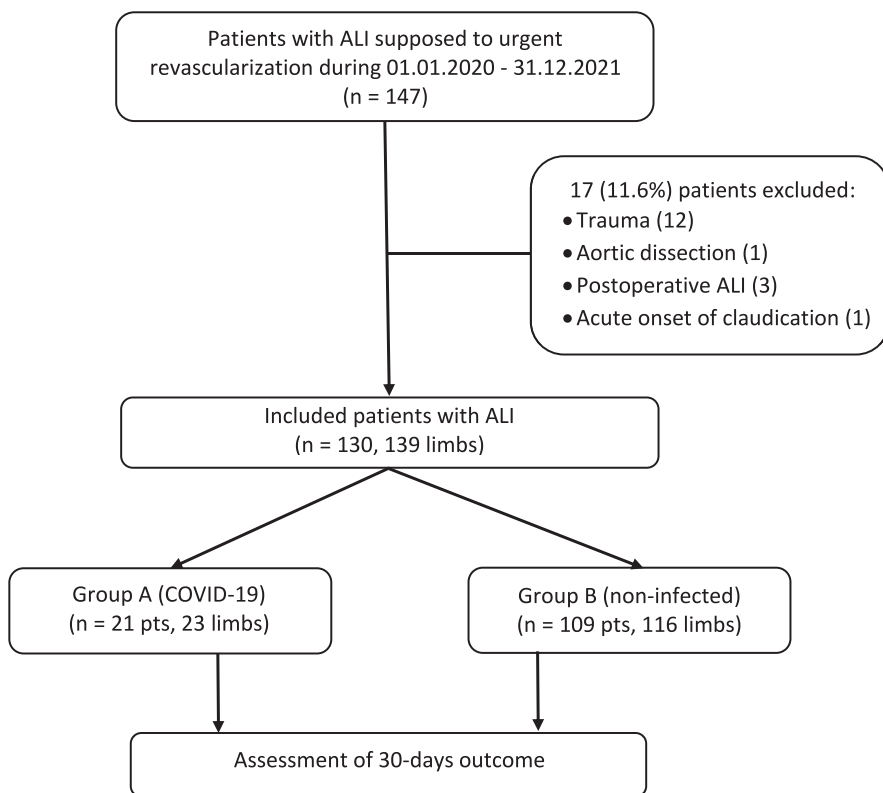 Patients with ALI supposed to urgent
revascularization during 01.01.2020 - 31.12.2021
(n = 147)
17 (11.6%) patients excluded:
• Trauma (12)
• Aortic dissection (1)
• Postoperative ALI (3)
• Acute onset of claudication (1)
Included patients with ALI
(n = 130, 139 limbs)
Group A (COVID-19)
(n = 21 pts, 23 limbs)
Group B (non-infected)
(n = 109 pts, 116 limbs)
Assessment of 30-days outcome